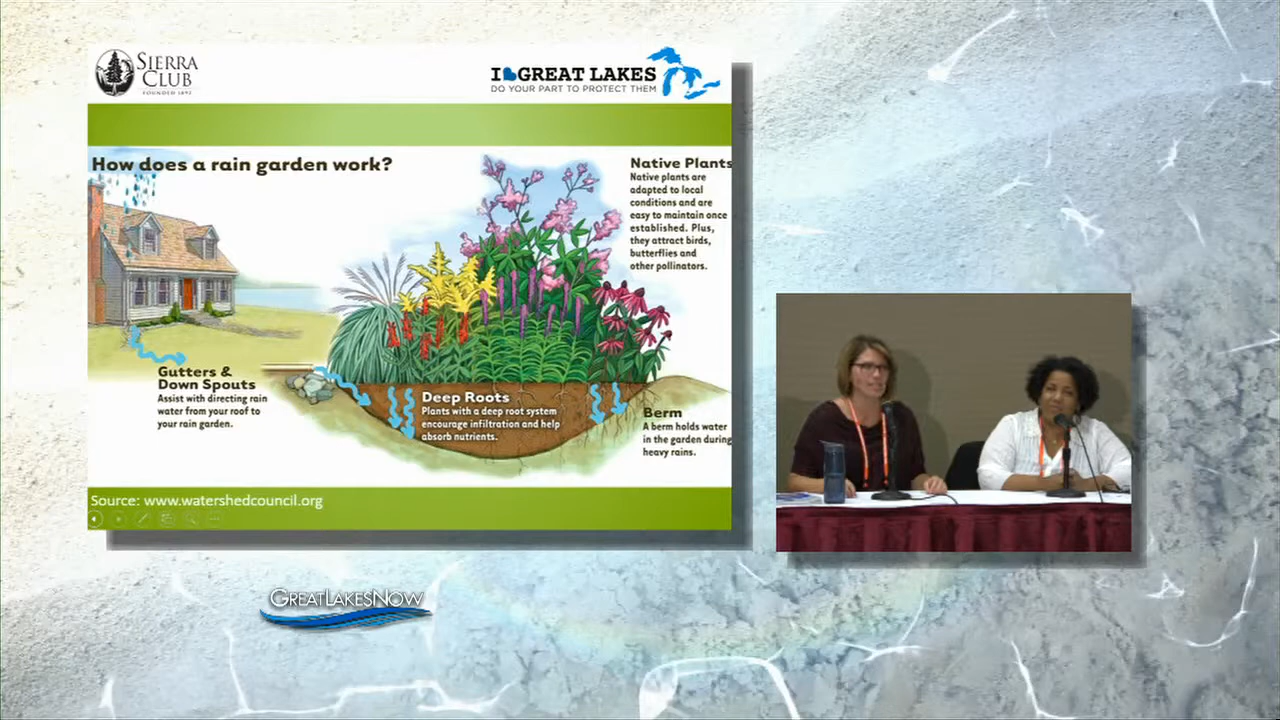 SIERRA
CLUB
FOUNDED 1892
I GREAT LAKES
DO YOUR PART TO PROTECT THEM
How does a rain garden work?
Native Plants
Native plants are
adapted to local
conditions and are
easy to maintain once
established. Plus,
they attract birds,
butterflies and
other pollinators.
Gutters &
Down Spouts
Assist with directing rain
water from your roof to
your rain garden.
Deep Roots
Plants with a deep root system
encourage infiltration and help
absorb nutrients.
Berm
A berm holds water
in the garden during
heavy rains.
Source: www.watershedcouncil.org
GREATLAKESNOW